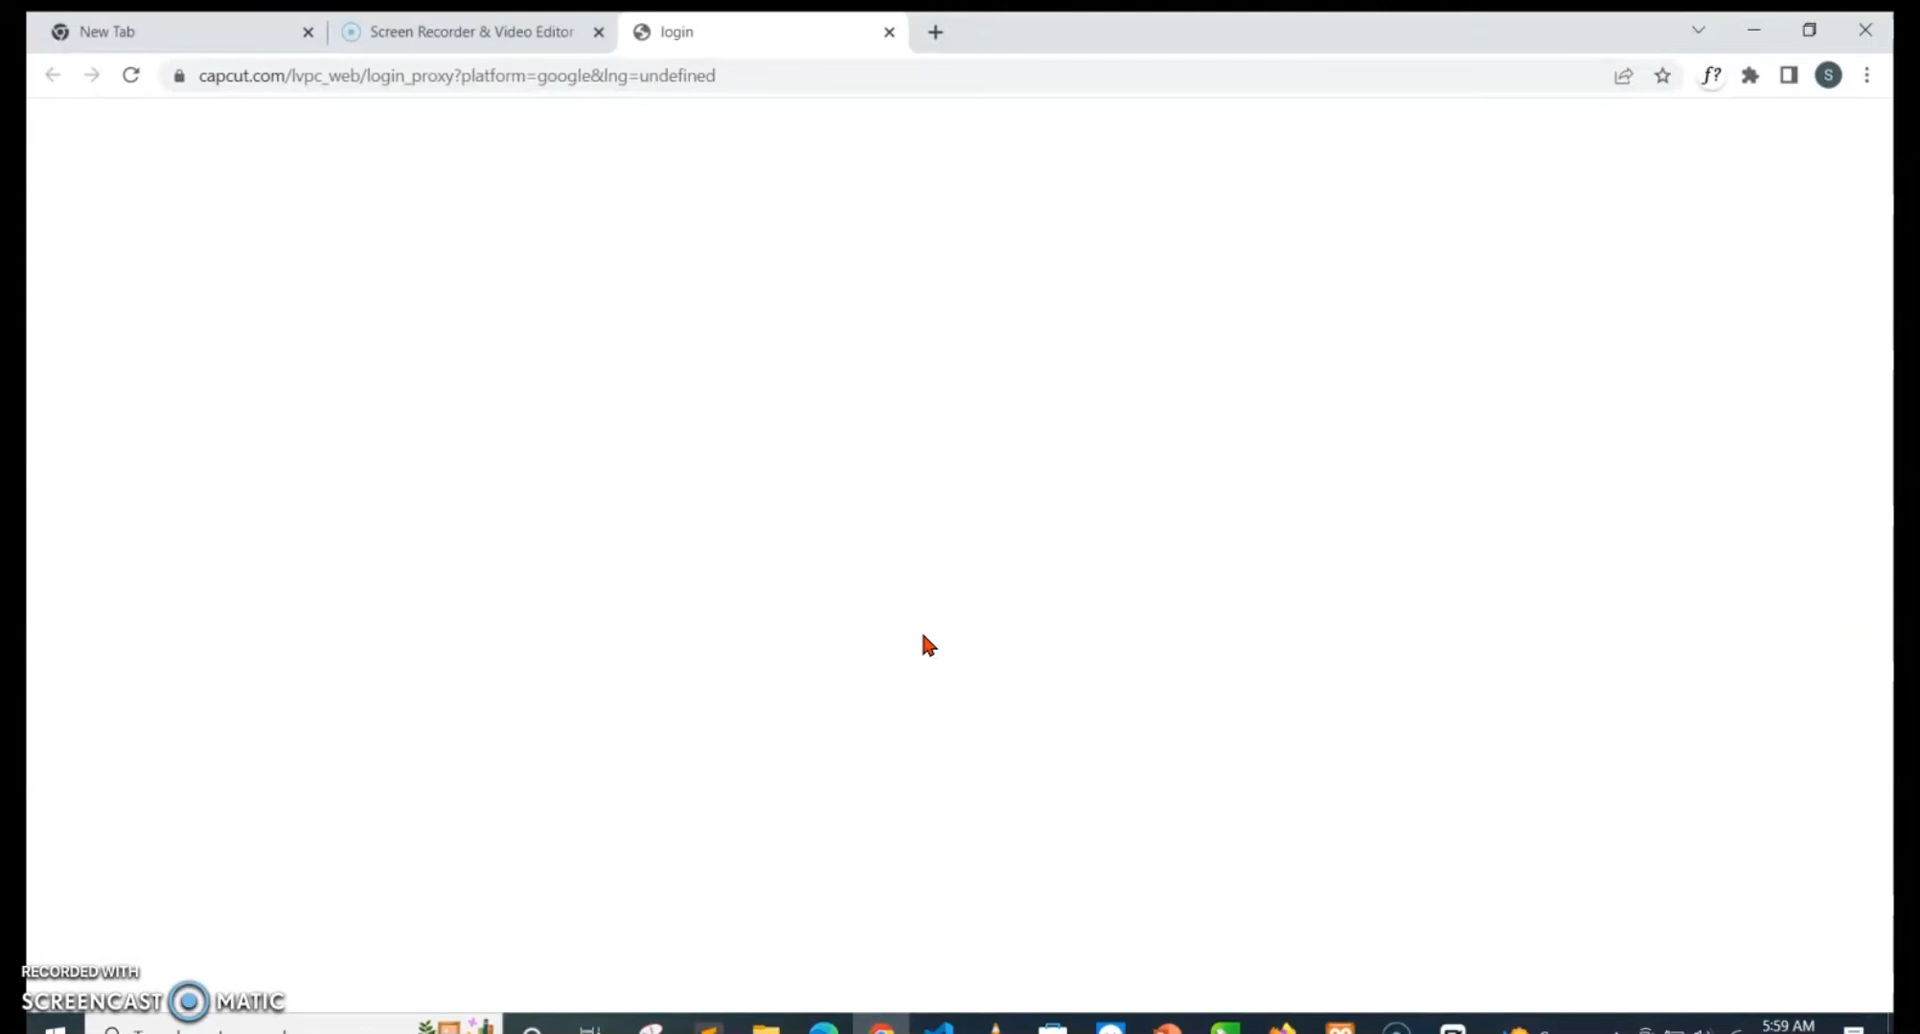 New Tab
Screen Recorder & Video Editor
login
capcut.com/lvpc_web/login_proxy?platform=google&lng=undefined
f?
S
RECORDED WITH
SCREENCAST MATIC
5:59 AM